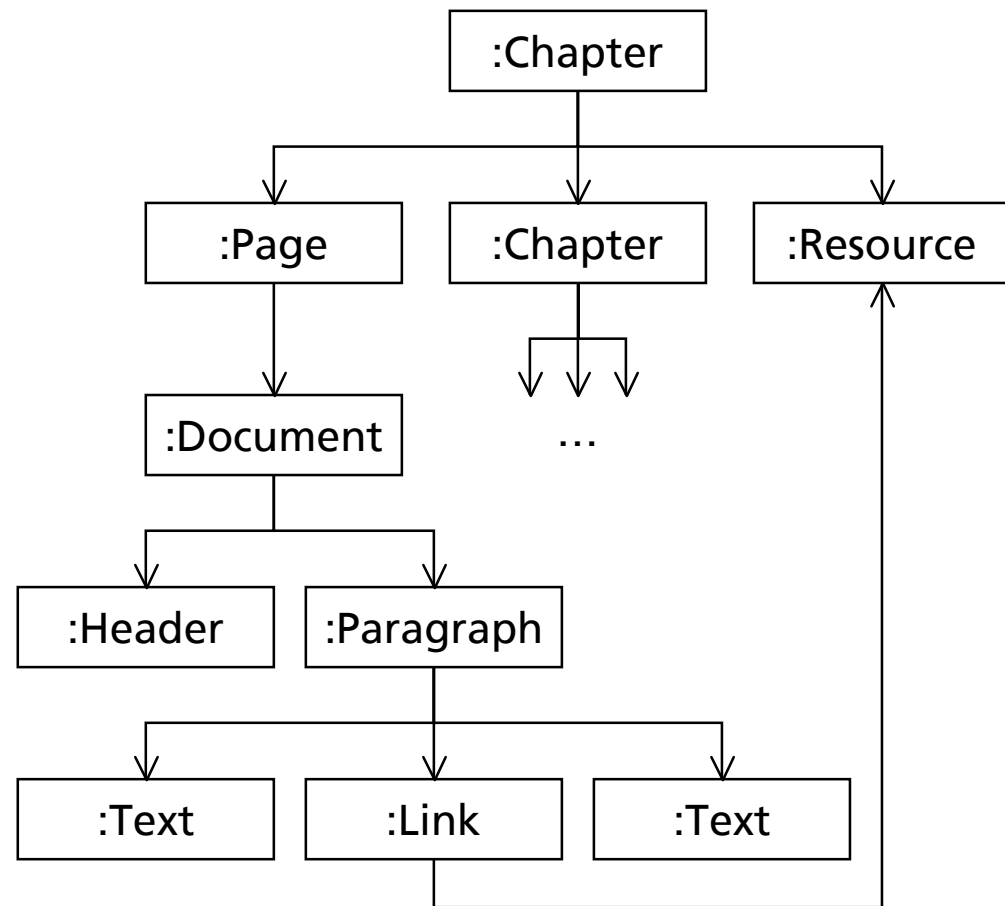 :Chapter
:Page
:Chapter
:Resource
:Document
...
:Header
:Paragraph
:Text
:Link
:Text